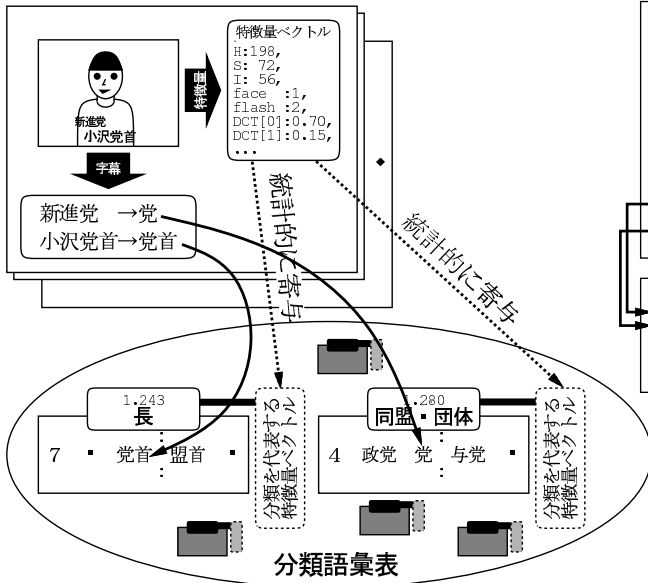 特徴量ベクトル
H:198,
S: 72,
I: 56,
face :1,
flash :2,
DCT[0]:0.70,
DCT[1]:0.15,
...
特徴量
新進党
小沢党首
字幕
新進党 →党
小沢党首→党首
統計的に寄与
統計的に寄与
1.243
長
7 ・ 党首 盟首 ・
分類を代表する
特徴量ベクトル
1.280
同盟・団体
4 政党 党 与党 ・
分類を代表する
特徴量ベクトル
分類語彙表